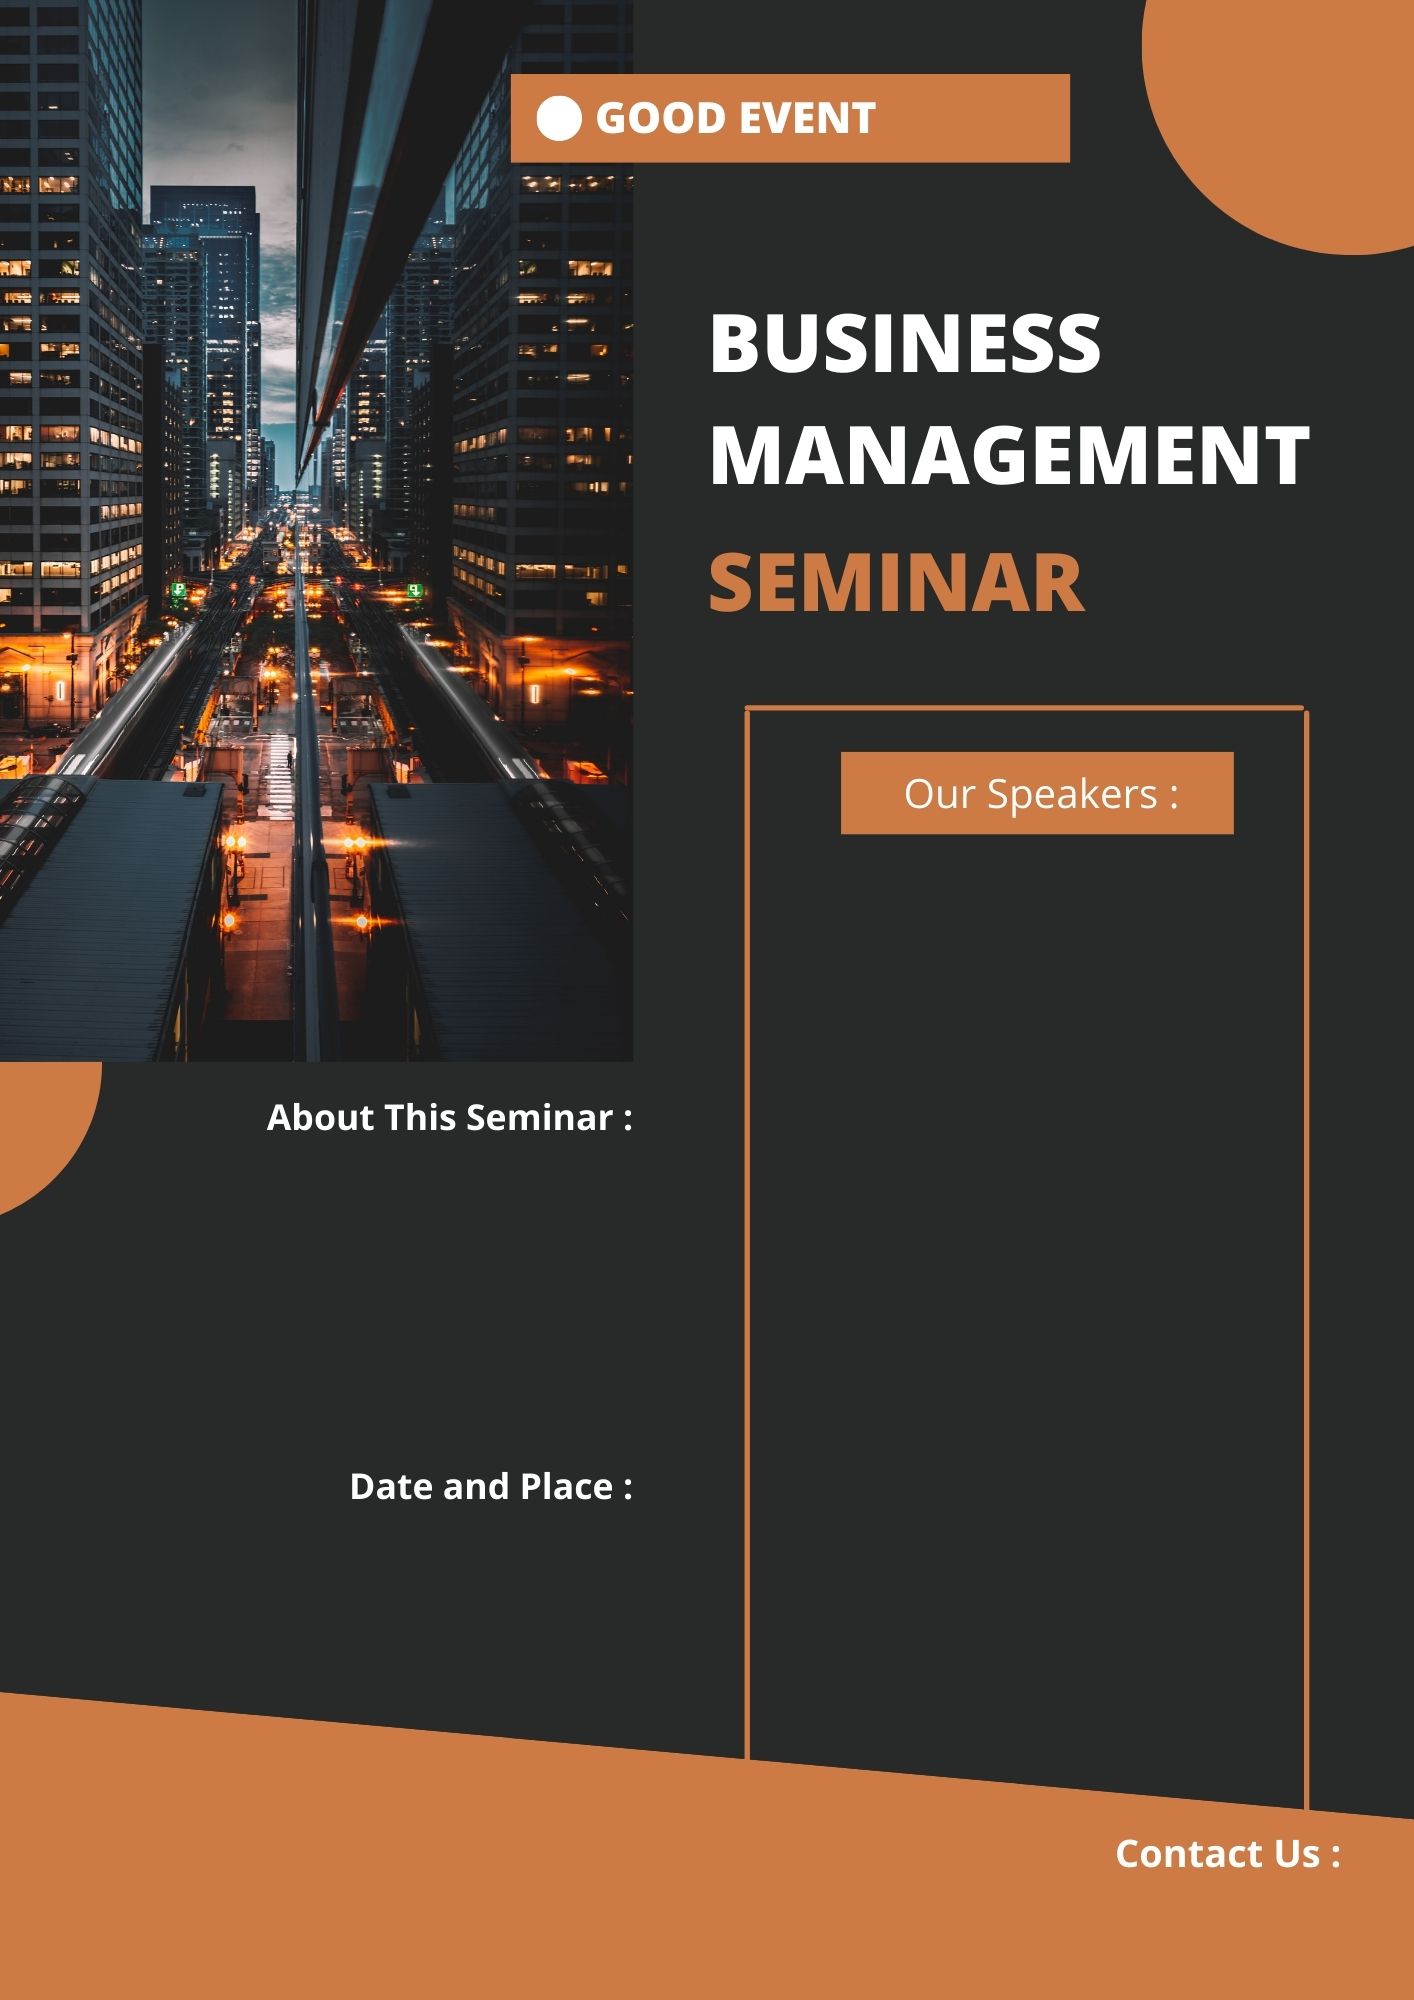 GOOD EVENT
BUSINESS
MANAGEMENT
SEMINAR
Our Speakers :
About This Seminar :
Date and Place :
Contact Us :